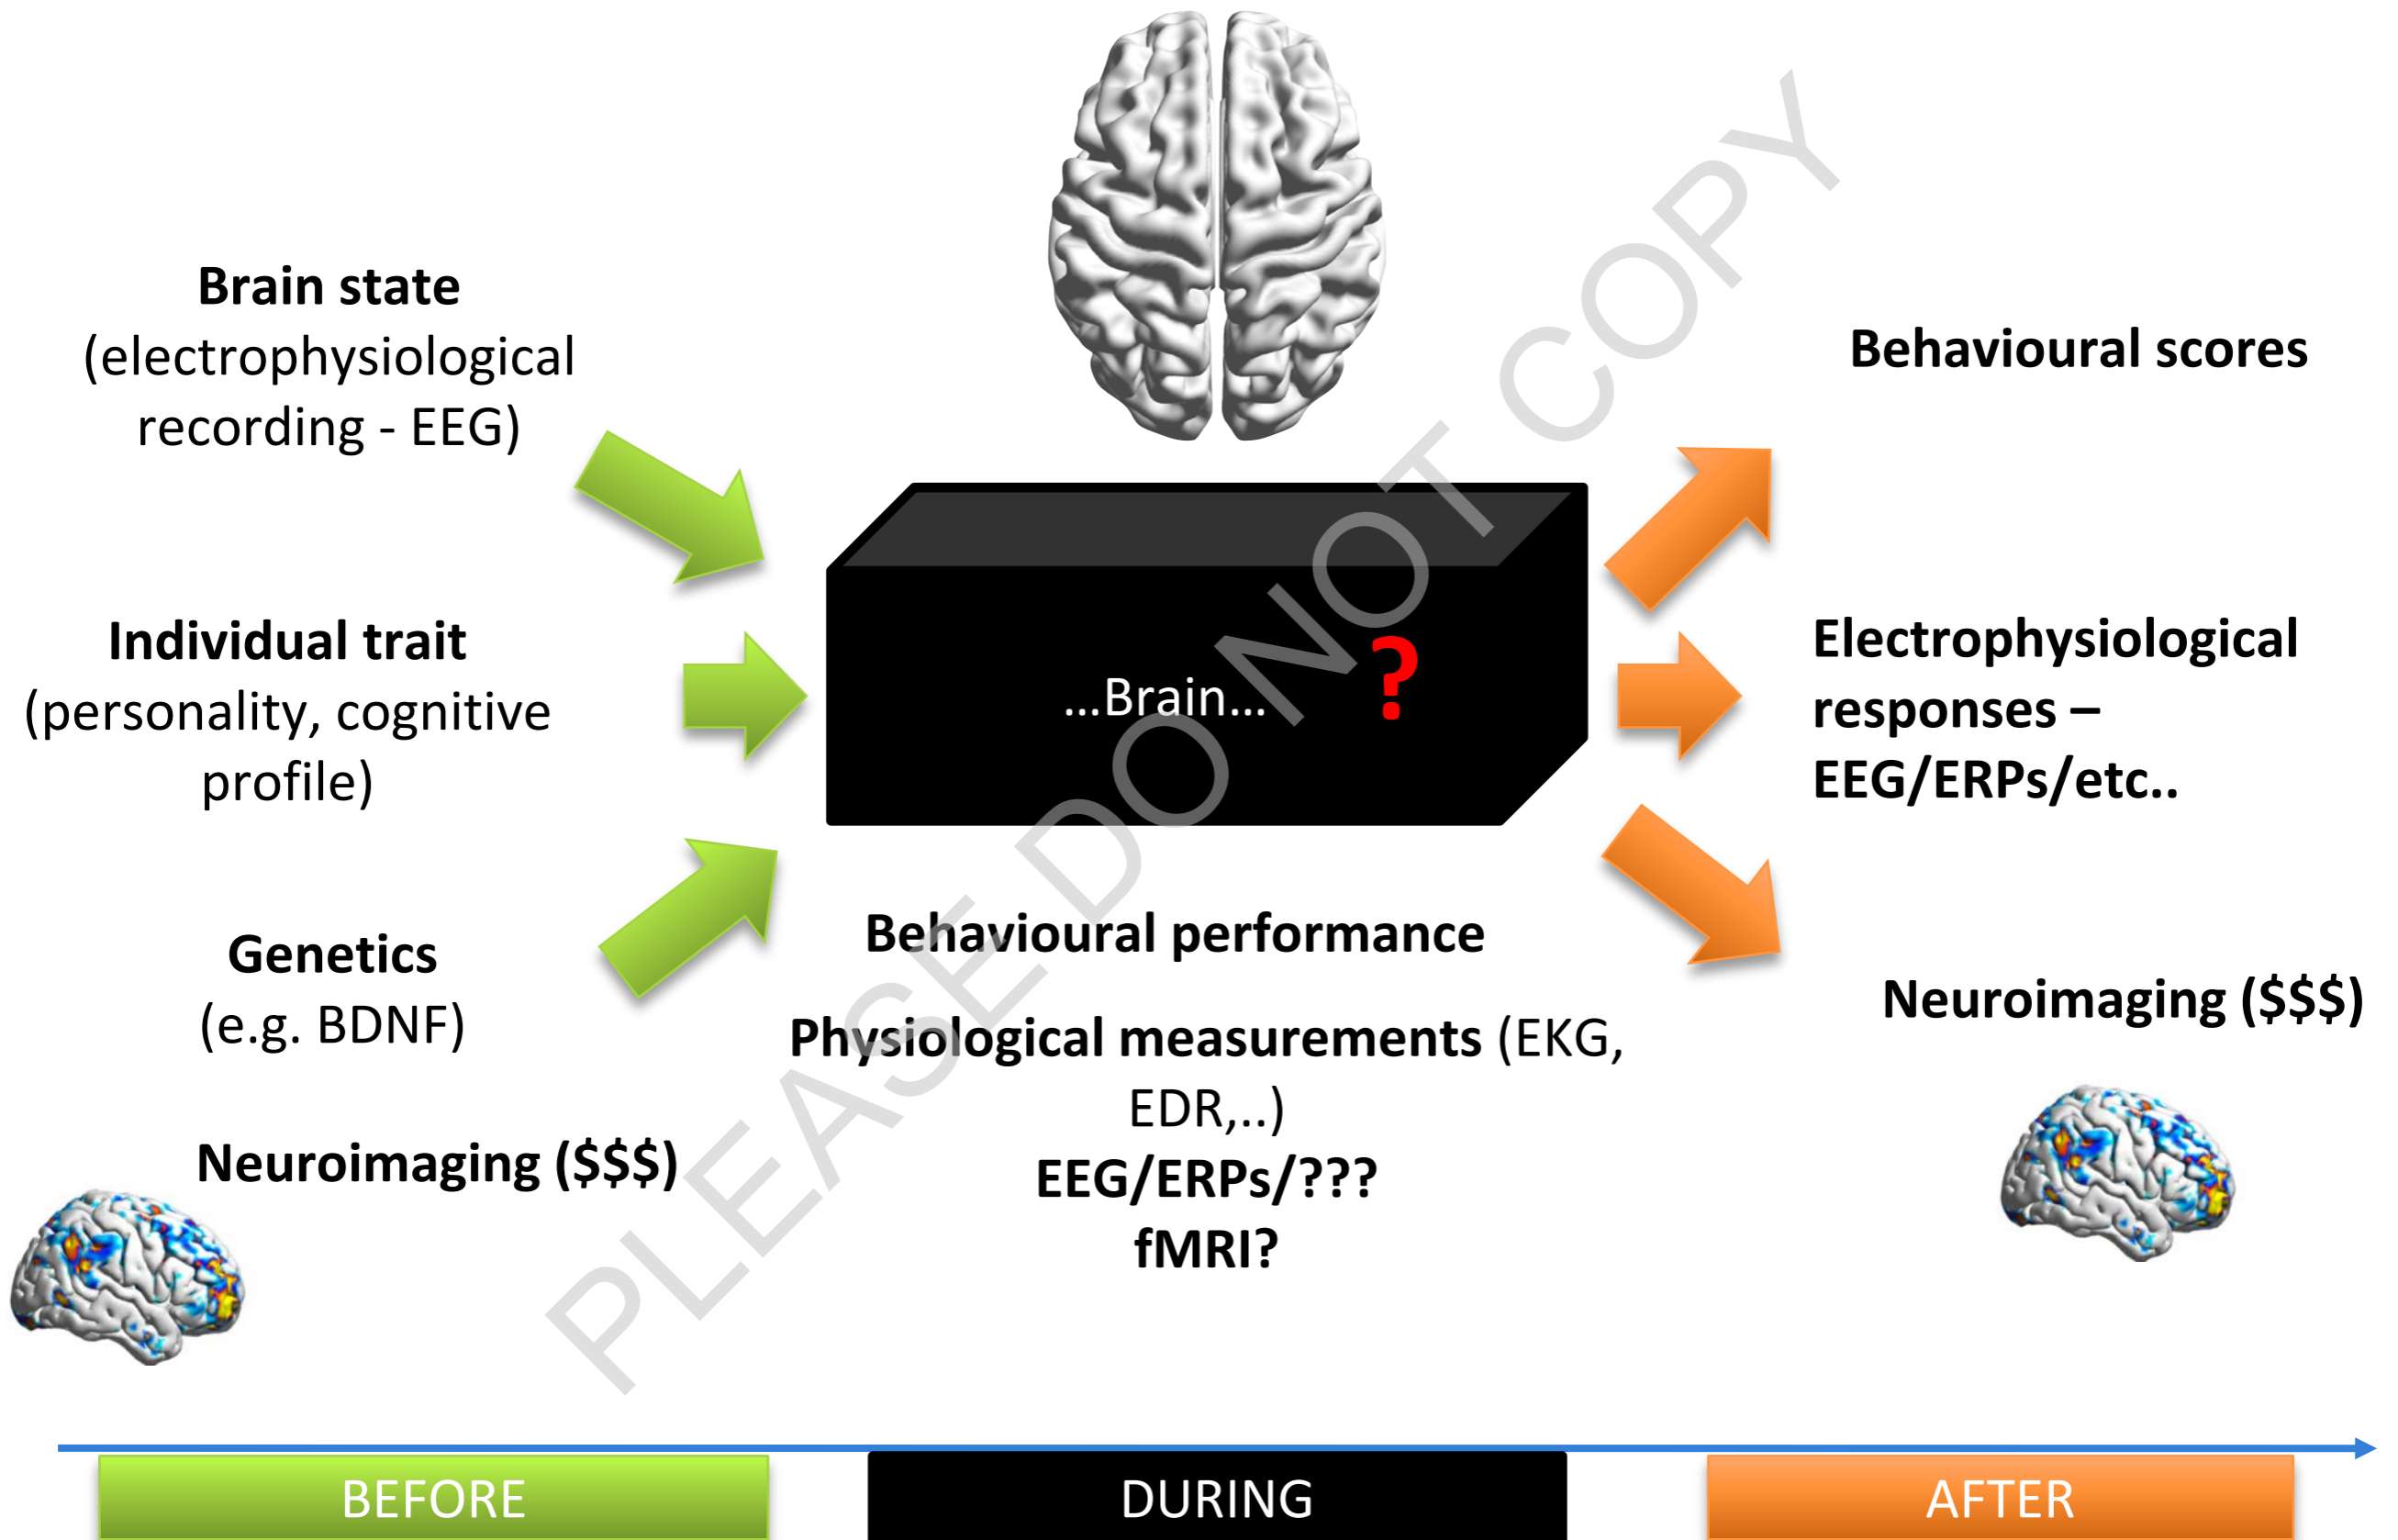 Brain state
(electrophysiological
recording - EEG)
Individual trait
(personality, cognitive
profile)
Genetics
(e.g. BDNF)
Neuroimaging ($$$)
...Brain... ?
Behavioural performance
Physiological measurements (EKG,
EDR,..)
EEG/ERPs/???
fMRI?
Behavioural scores
Electrophysiological
responses –
EEG/ERPs/etc..
Neuroimaging ($$$)
PLEASE DO NOT COPY
BEFORE
DURING
AFTER